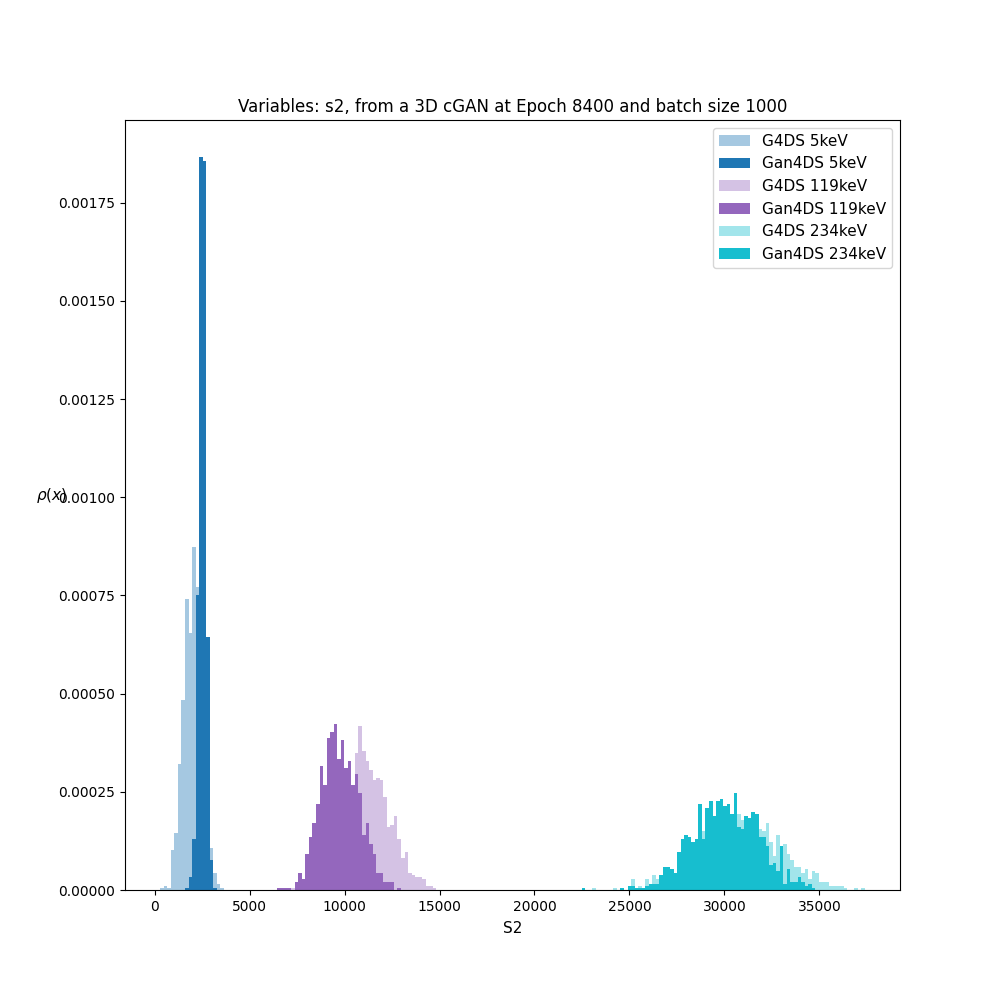 Variables: s2, from a 3D cGAN at Epoch 8400 and batch size 1000
G4DS 5keV
Gan4DS 5keV
G4DS 119keV
Gan4DS 119keV
G4DS 234keV
Gan4DS 234keV
0.00175
0.00150
0.00125
ρ(x)
0.00100
0.00075
0.00050
0.00025
0.00000
0 5000 10000 15000 20000 25000 30000 35000
S2